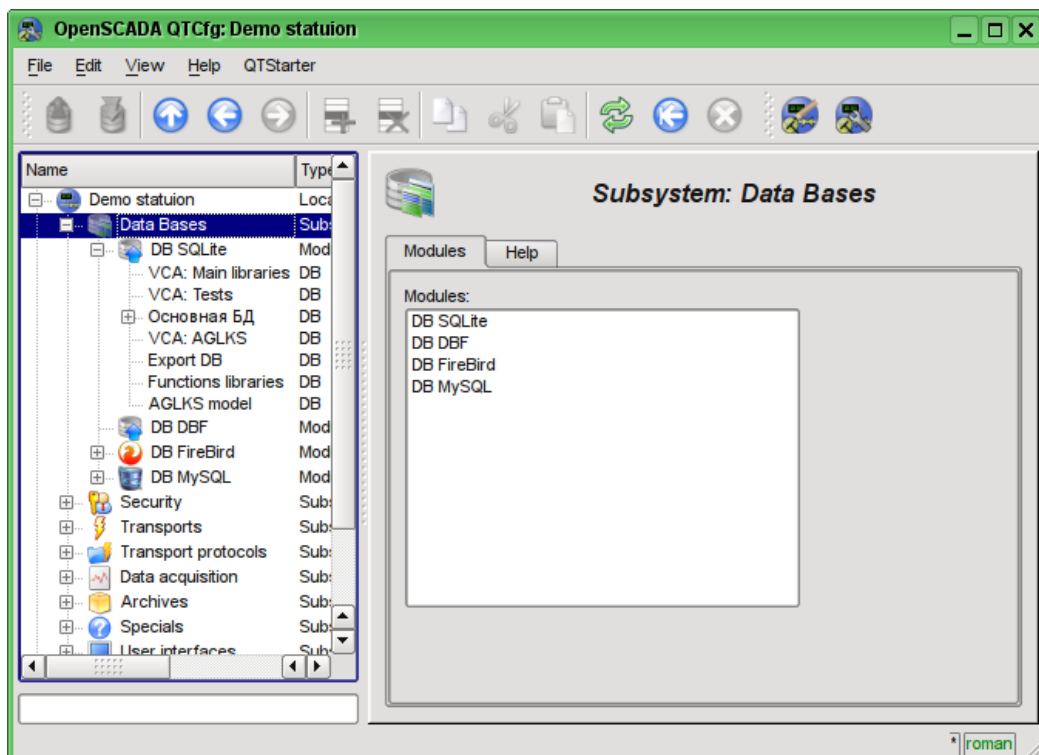 OpenSCADA QTCfg: Demo statuion
File Edit View Help QTStarter
Name Type
Demo statuion Loca
Data Bases Subs
DB SQLite Mod
VCA: Main libraries DB
VCA: Tests DB
Основная БД DB
VCA: AGLKS DB
Export DB DB
Functions libraries DB
AGLKS model DB
DB DBF Mod
DB FireBird Mod
DB MySQL Mod
Security Subs
Transports Subs
Transport protocols Subs
Data acquisition Subs
Archives Subs
Specials Subs
User interfaces Subs
Subsystem: Data Bases
Modules Help
Modules:
DB SQLite
DB DBF
DB FireBird
DB MySQL
* roman